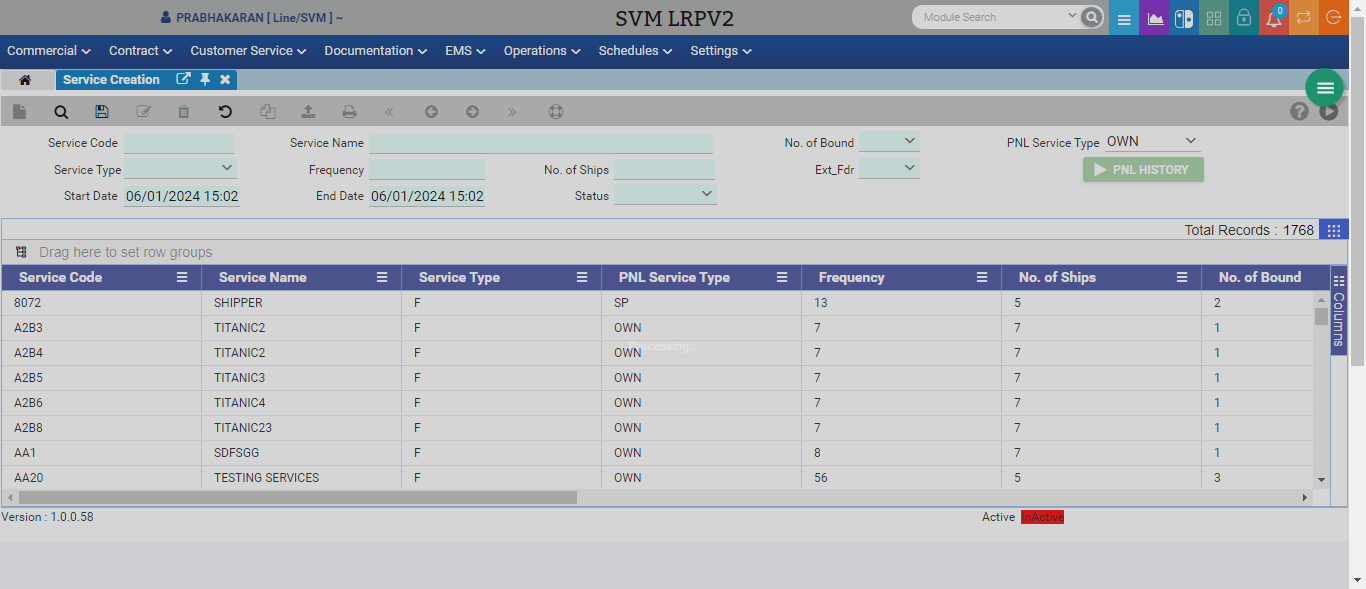 PRABHAKARAN [ Line/SVM ] ~ SVM LRPV2 Module Search 0
Commercial Contract Customer Service Documentation EMS Operations Schedules Settings
Service Creation
Service Code Service Name No. of Bound PNL Service Type OWN
Service Type Frequency No. of Ships Ext_Fdr PNL HISTORY
Start Date 06/01/2024 15:02 End Date 06/01/2024 15:02 Status
Total Records : 1768
Drag here to set row groups
Service Code Service Name Service Type PNL Service Type Frequency No. of Ships No. of Bound
Columns
8072 SHIPPER F SP 13 5 2
A2B3 TITANIC2 F OWN 7 7 1
Processing..
A2B4 TITANIC2 F OWN 7 7 1
A2B5 TITANIC3 F OWN 7 7 1
A2B6 TITANIC4 F OWN 7 7 1
A2B8 TITANIC23 F OWN 7 7 1
AA1 SDFSGG F OWN 8 7 1
AA20 TESTING SERVICES F OWN 56 5 3
Version : 1.0.0.58 Active InActive